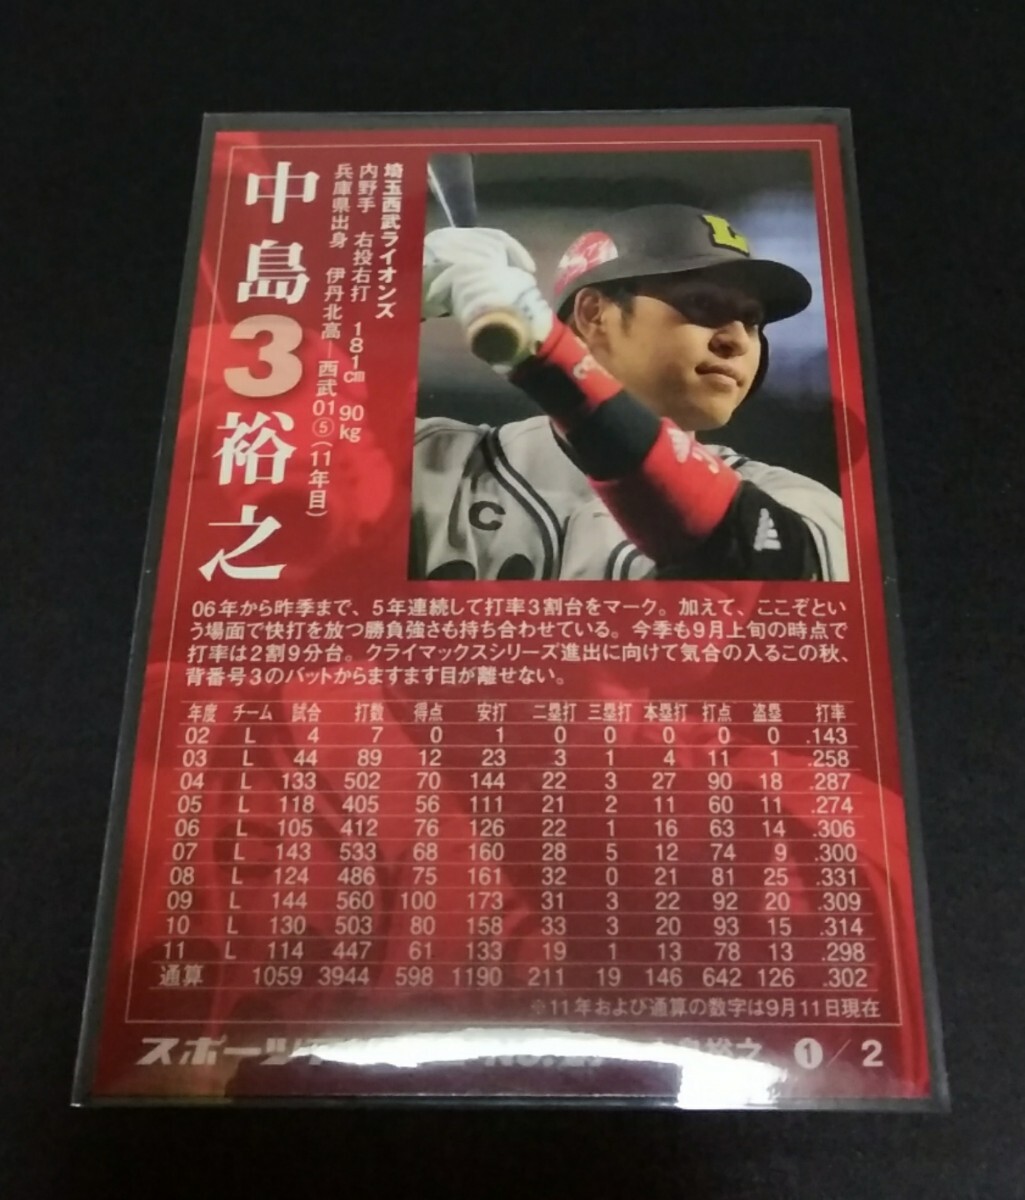 中島3裕之
埼玉西武ライオンズ
内野手 右投右打 181cm 90kg
兵庫県出身 伊丹北高―西武01⑤(11年目)
L
C
06年から昨季まで、5年連続して打率3割台をマーク。加えて、ここぞとい
う場面で快打を放つ勝負強さも持ち合わせている。今季も9月上旬の時点で
打率は2割9分台。クライマックスシリーズ進出に向けて気合の入るこの秋、
背番号3のバットからますます目が離せない。
年度 チーム 試合 打数 得点 安打 二塁打 三塁打 本塁打 打点 盗塁 打率
02 L 4 7 0 1 0 0 0 0 0 .143
03 L 44 89 12 23 3 1 4 11 1 .258
04 L 133 502 70 144 22 3 27 90 18 .287
05 L 118 405 56 111 21 2 11 60 11 .274
06 L 105 412 76 126 22 1 16 63 14 .306
07 L 143 533 68 160 28 5 12 74 9 .300
08 L 124 486 75 161 32 0 21 81 25 .331
09 L 144 560 100 173 31 3 22 92 20 .309
10 L 130 503 80 158 33 3 20 93 15 .314
11 L 114 447 61 133 19 1 13 78 13 .298
通算 1059 3944 598 1190 211 19 146 642 126 .302
※11年および通算の数字は9月11日現在
スポーツ 中島裕之 ❶／2